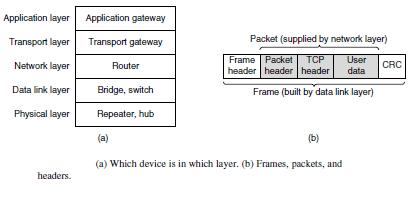 Application layer Application gateway
Transport layer Transport gateway
Network layer Router
Data link layer Bridge, switch
Physical layer Repeater, hub
(a)
Packet (supplied by network layer)
Frame header Packet header TCP header User data CRC
Frame (built by data link layer)
(b)
(a) Which device is in which layer. (b) Frames, packets, and
headers.